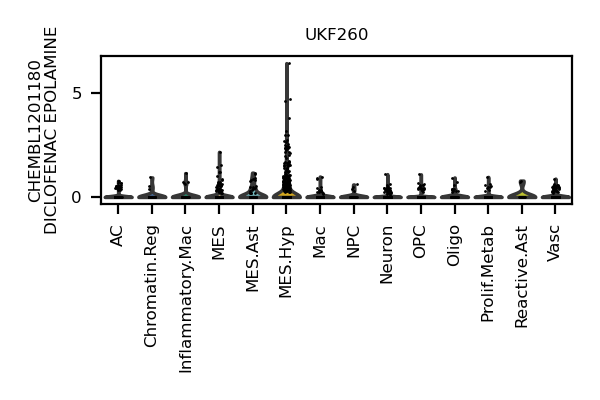 UKF260
CHEMBL1201180
DICLOFENAC EPOLAMINE
5
0
AC
Chromatin.Reg
Inflammatory.Mac
MES
MES.Ast
MES.Hyp
Mac
NPC
Neuron
OPC
Oligo
Prolif.Metab
Reactive.Ast
Vasc